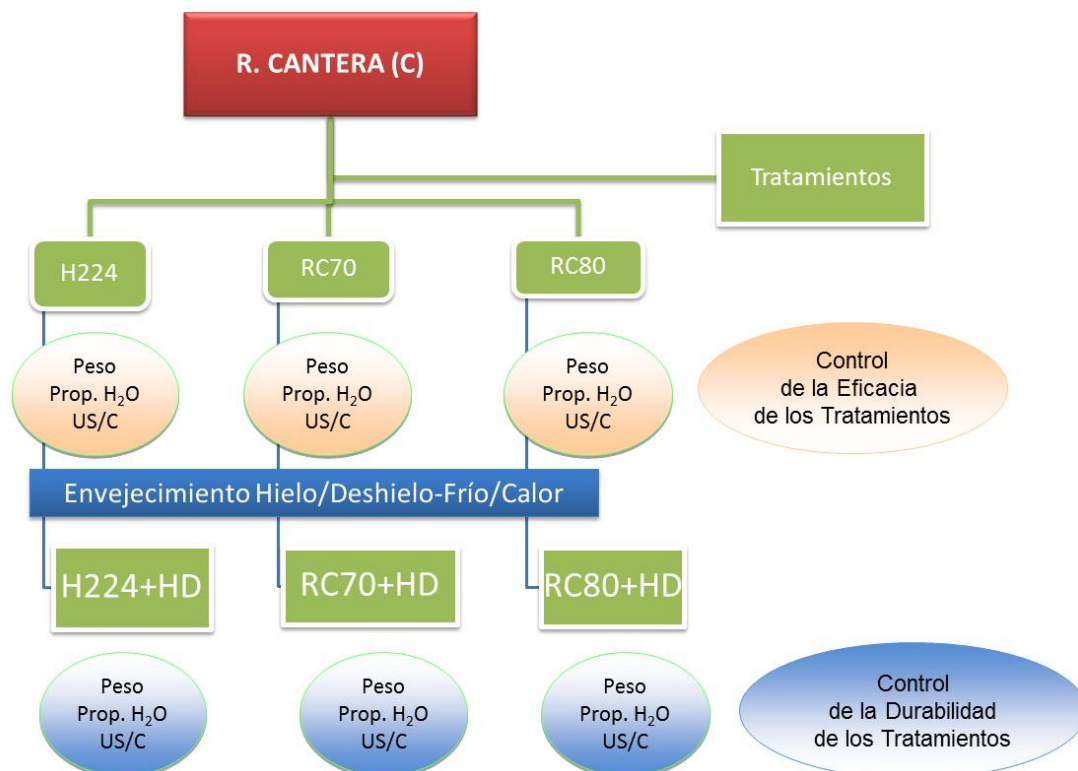 R. CANTERA (C)
Tratamientos
H224
RC70
RC80
Peso
Prop. H₂O
US/C
Peso
Prop. H₂O
US/C
Peso
Prop. H₂O
US/C
Control
de la Eficacia
de los Tratamientos
Envejecimiento Hielo/Deshielo-Frío/Calor
H224+HD
RC70+HD
RC80+HD
Peso
Prop. H₂O
US/C
Peso
Prop. H₂O
US/C
Peso
Prop. H₂O
US/C
Control
de la Durabilidad
de los Tratamientos